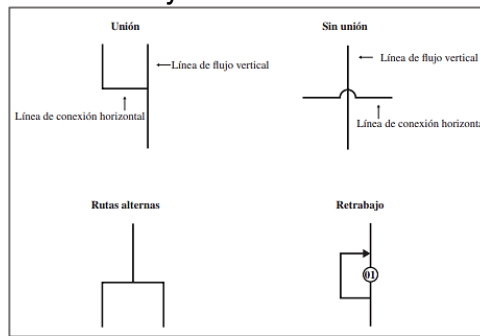 Unión
Sin unión
Línea de flujo vertical
Línea de flujo vertical
Línea de conexión horizontal
Línea de conexión horizonta
Rutas alternas
Retrabajo
01